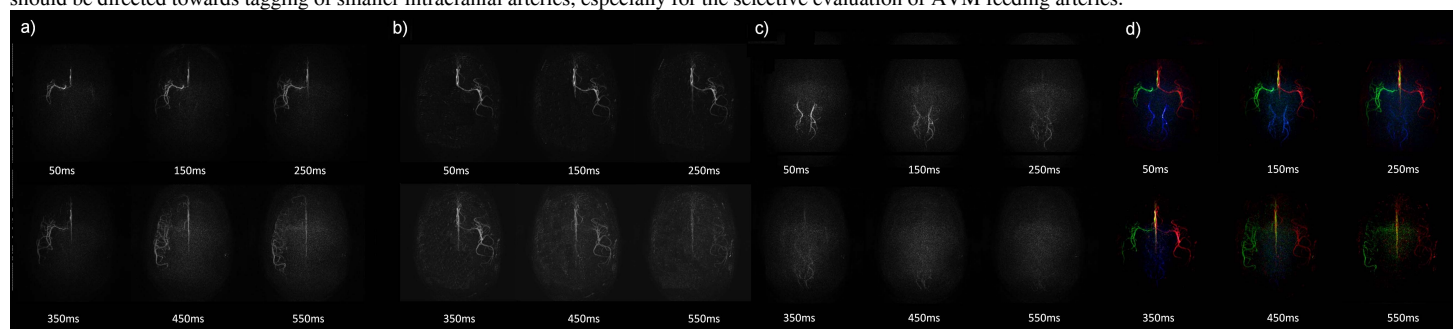 should be directed towards tagging of smaller intracranial arteries, especially for the selective evaluation of AVM feeding arteries.
a) b) c) d)
50ms 150ms 250ms 50ms 150ms 250ms 50ms 150ms 250ms 50ms 150ms 250ms
350ms 450ms 550ms 350ms 450ms 550ms 350ms 450ms 550ms 350ms 450ms 550ms